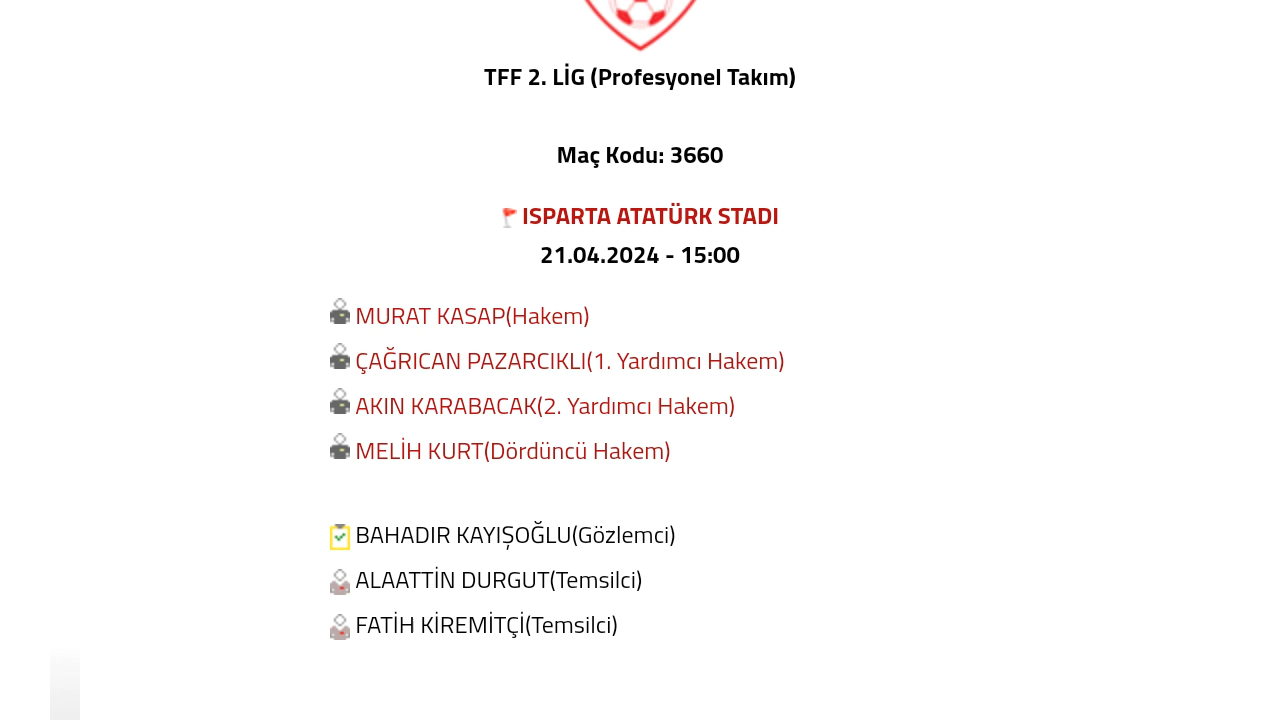 TFF 2. LİG (Profesyonel Takım)
Maç Kodu: 3660
ISPARTA ATATÜRK STADI
21.04.2024 - 15:00
MURAT KASAP(Hakem)
ÇAĞRICAN PAZARCIKLI(1. Yardımcı Hakem)
AKIN KARABACAK(2. Yardımcı Hakem)
MELİH KURT(Dördüncü Hakem)
BAHADIR KAYIŞOĞLU(Gözlemci)
ALAATTİN DURGUT(Temsilci)
FATİH KİREMİTÇİ(Temsilci)